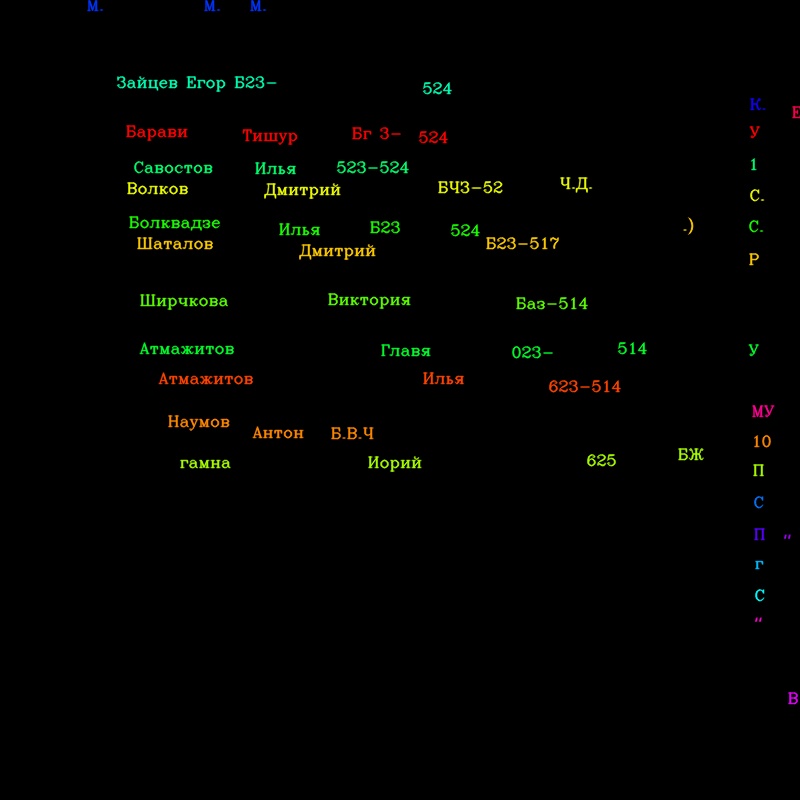 М. М. М.
Зайцев Егор Б23- 524
К.
Е
Барави Тишур Бг 3- 524 У
Савостов Илья 523-524 1
Волков Дмитрий БЧЗ-52 Ч.Д. С.
Болквадзе Илья Б23 524 .) С.
Шаталов Дмитрий Б23-517 Р
Ширчкова Виктория Баз-514
Атмажитов Главя 023- 514 У
Атмажитов Илья 623-514
МУ
Наумов Антон Б.В.Ч 10
гамна Иорий 625 БЖ П
С
П "
г
С
"
В